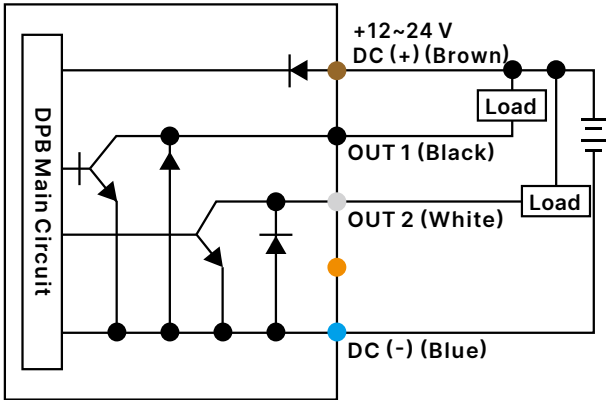 +12~24 V
DC (+) (Brown)
Load
DPB Main Circuit
OUT 1 (Black)
Load
OUT 2 (White)
DC (-) (Blue)